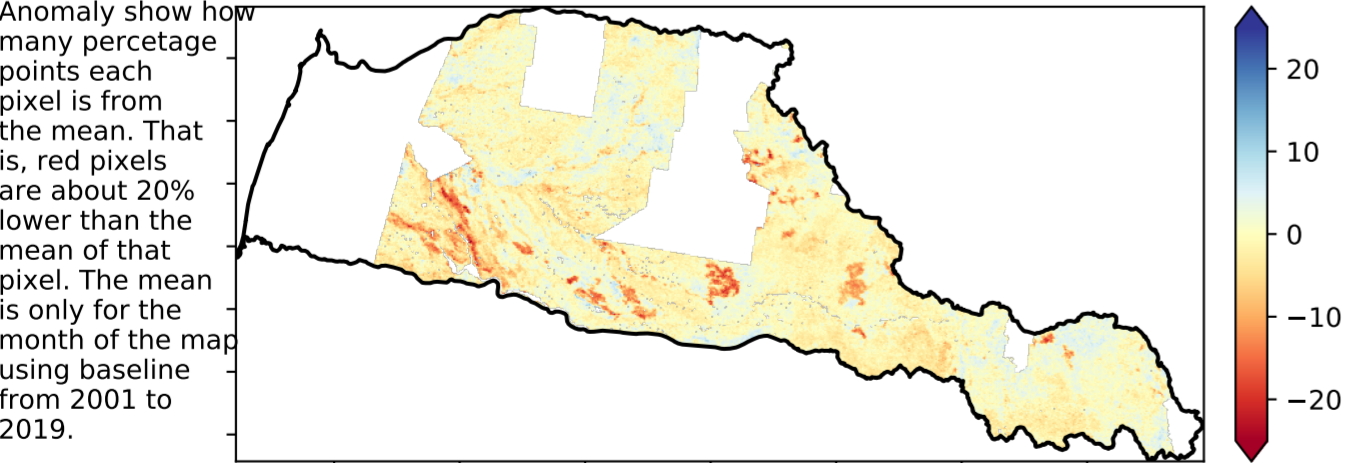 Anomaly show how
many percetage
points each
pixel is from
the mean. That
is, red pixels
are about 20%
lower than the
mean of that
pixel. The mean
is only for the
month of the map
using baseline
from 2001 to
2019.
20
10
0
−10
−20